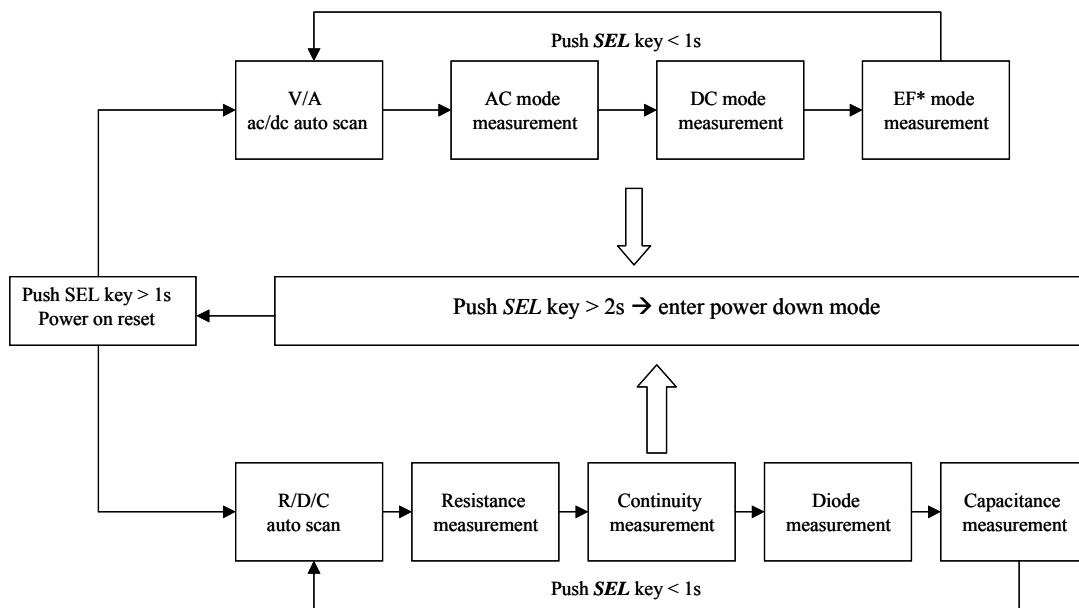 Push SEL key < 1s
V/A
ac/dc auto scan
AC mode
measurement
DC mode
measurement
EF* mode
measurement
Push SEL key > 1s
Power on reset
Push SEL key > 2s → enter power down mode
R/D/C
auto scan
Resistance
measurement
Continuity
measurement
Diode
measurement
Capacitance
measurement
Push SEL key < 1s